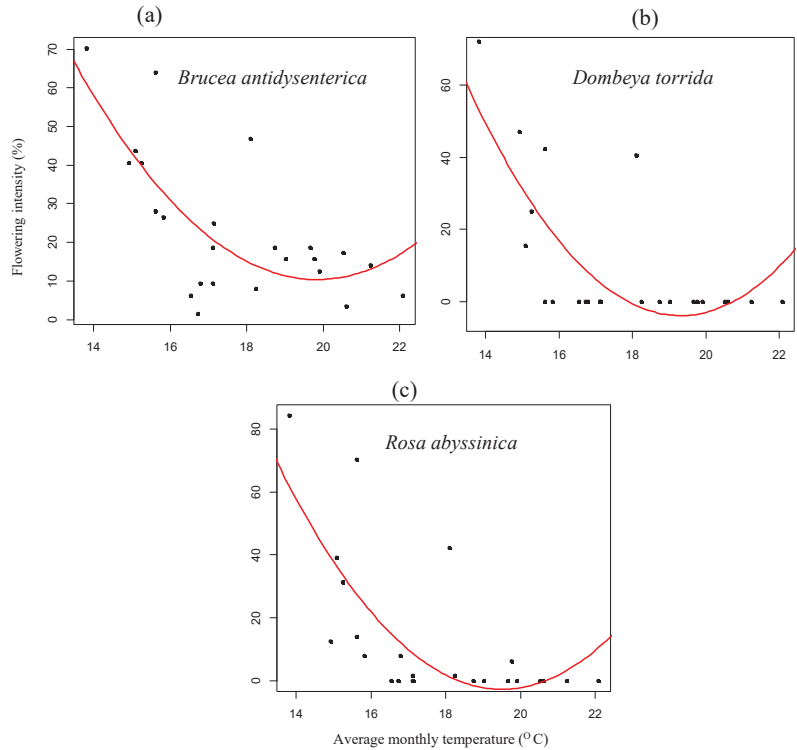 (a)
Brucea antidysenterica
Flowering intensity (%)
70
60
50
40
30
20
10
0
14 16 18 20 22
(b)
Dombeya torrida
60
40
20
0
14 16 18 20 22
(c)
Rosa abyssinica
80
60
40
20
0
14 16 18 20 22
Average monthly temperature (O C)